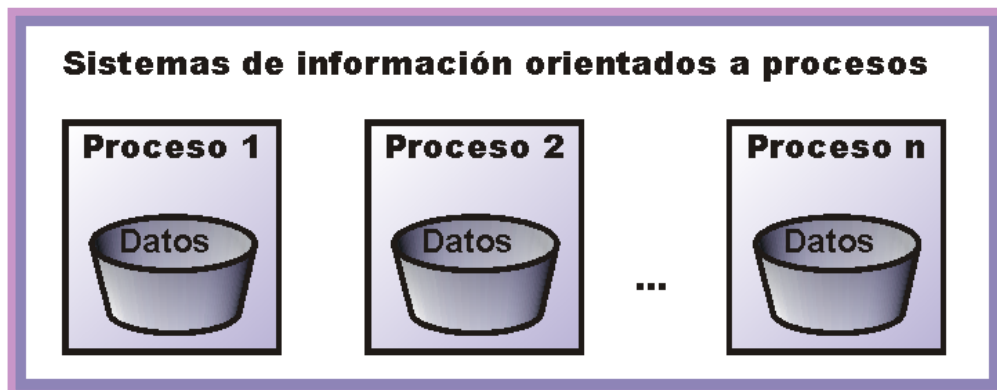 Sistemas de información orientados a procesos
Proceso 1
Proceso 2
Proceso n
Datos
Datos
...
Datos